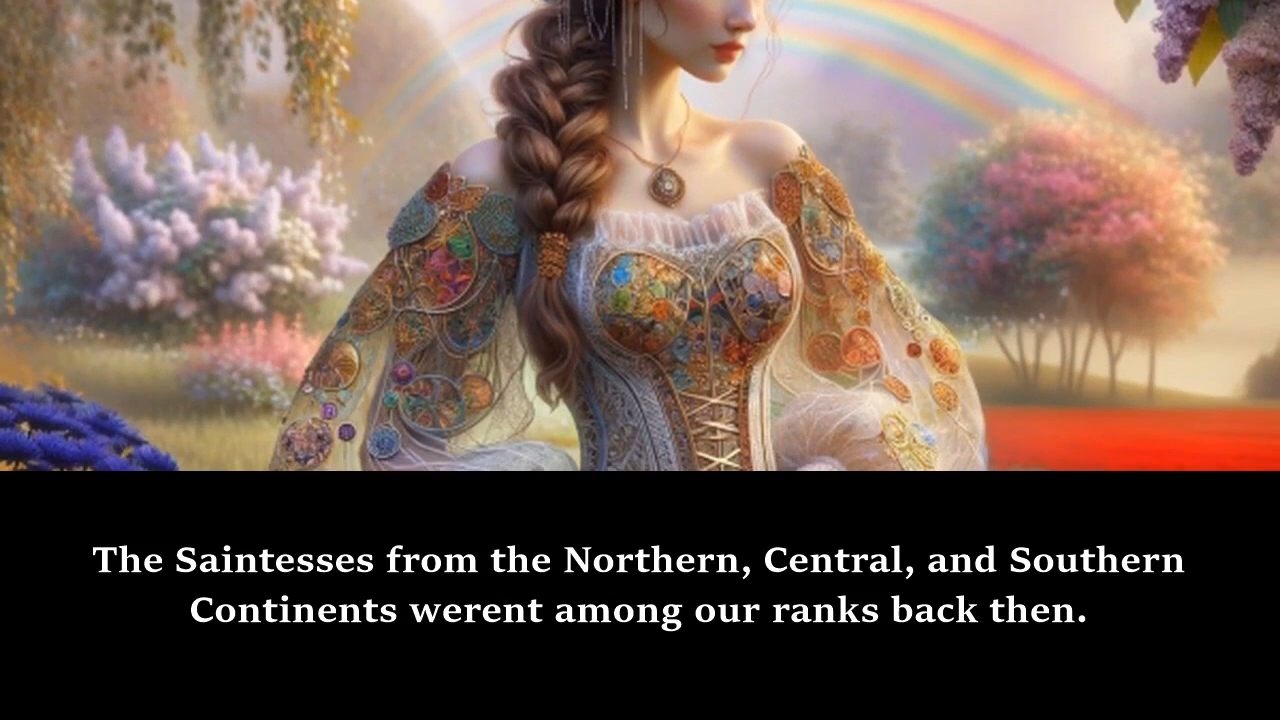 The Saintesses from the Northern, Central, and Southern
Continents werent among our ranks back then.